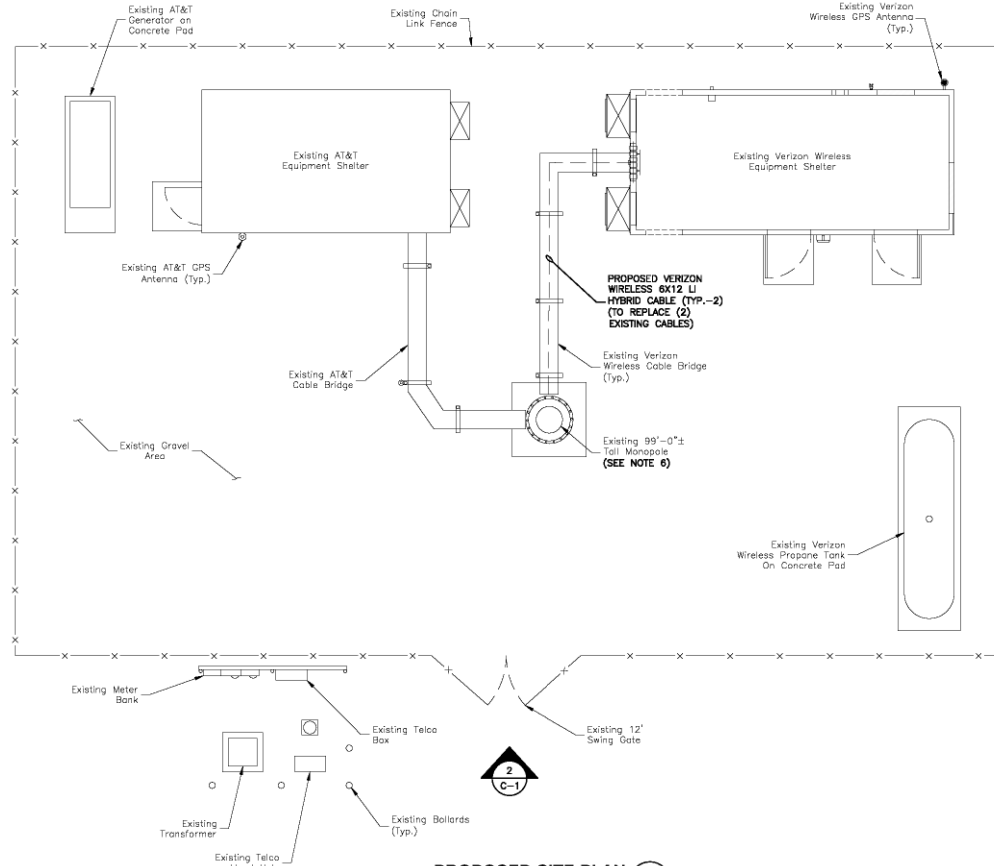 Existing AT&T
Generator on
Concrete Pad
Existing Chain
Link Fence
Existing Verizon
Wireless GPS Antenna
(Typ.)
Existing AT&T
Equipment Shelter
Existing Verizon Wireless
Equipment Shelter
Existing AT&T GPS
Antenna (Typ.)
PROPOSED VERIZON
WIRELESS 6X12 LI
HYBRID CABLE (TYP.-2)
(TO REPLACE (2)
EXISTING CABLES)
Existing AT&T
Cable Bridge
Existing Verizon
Wireless Cable Bridge
(Typ.)
Existing Gravel
Area
Existing 99'-0"±
Tall Monopole
(SEE NOTE 6)
Existing Verizon
Wireless Propane Tank
On Concrete Pad
Existing Meter
Bank
Existing Telco
Box
Existing 12'
Swing Gate
2
C-1
Existing
Transformer
Existing Bollards
(Typ.)
Existing Telco
PROPOSED SITE PLAN